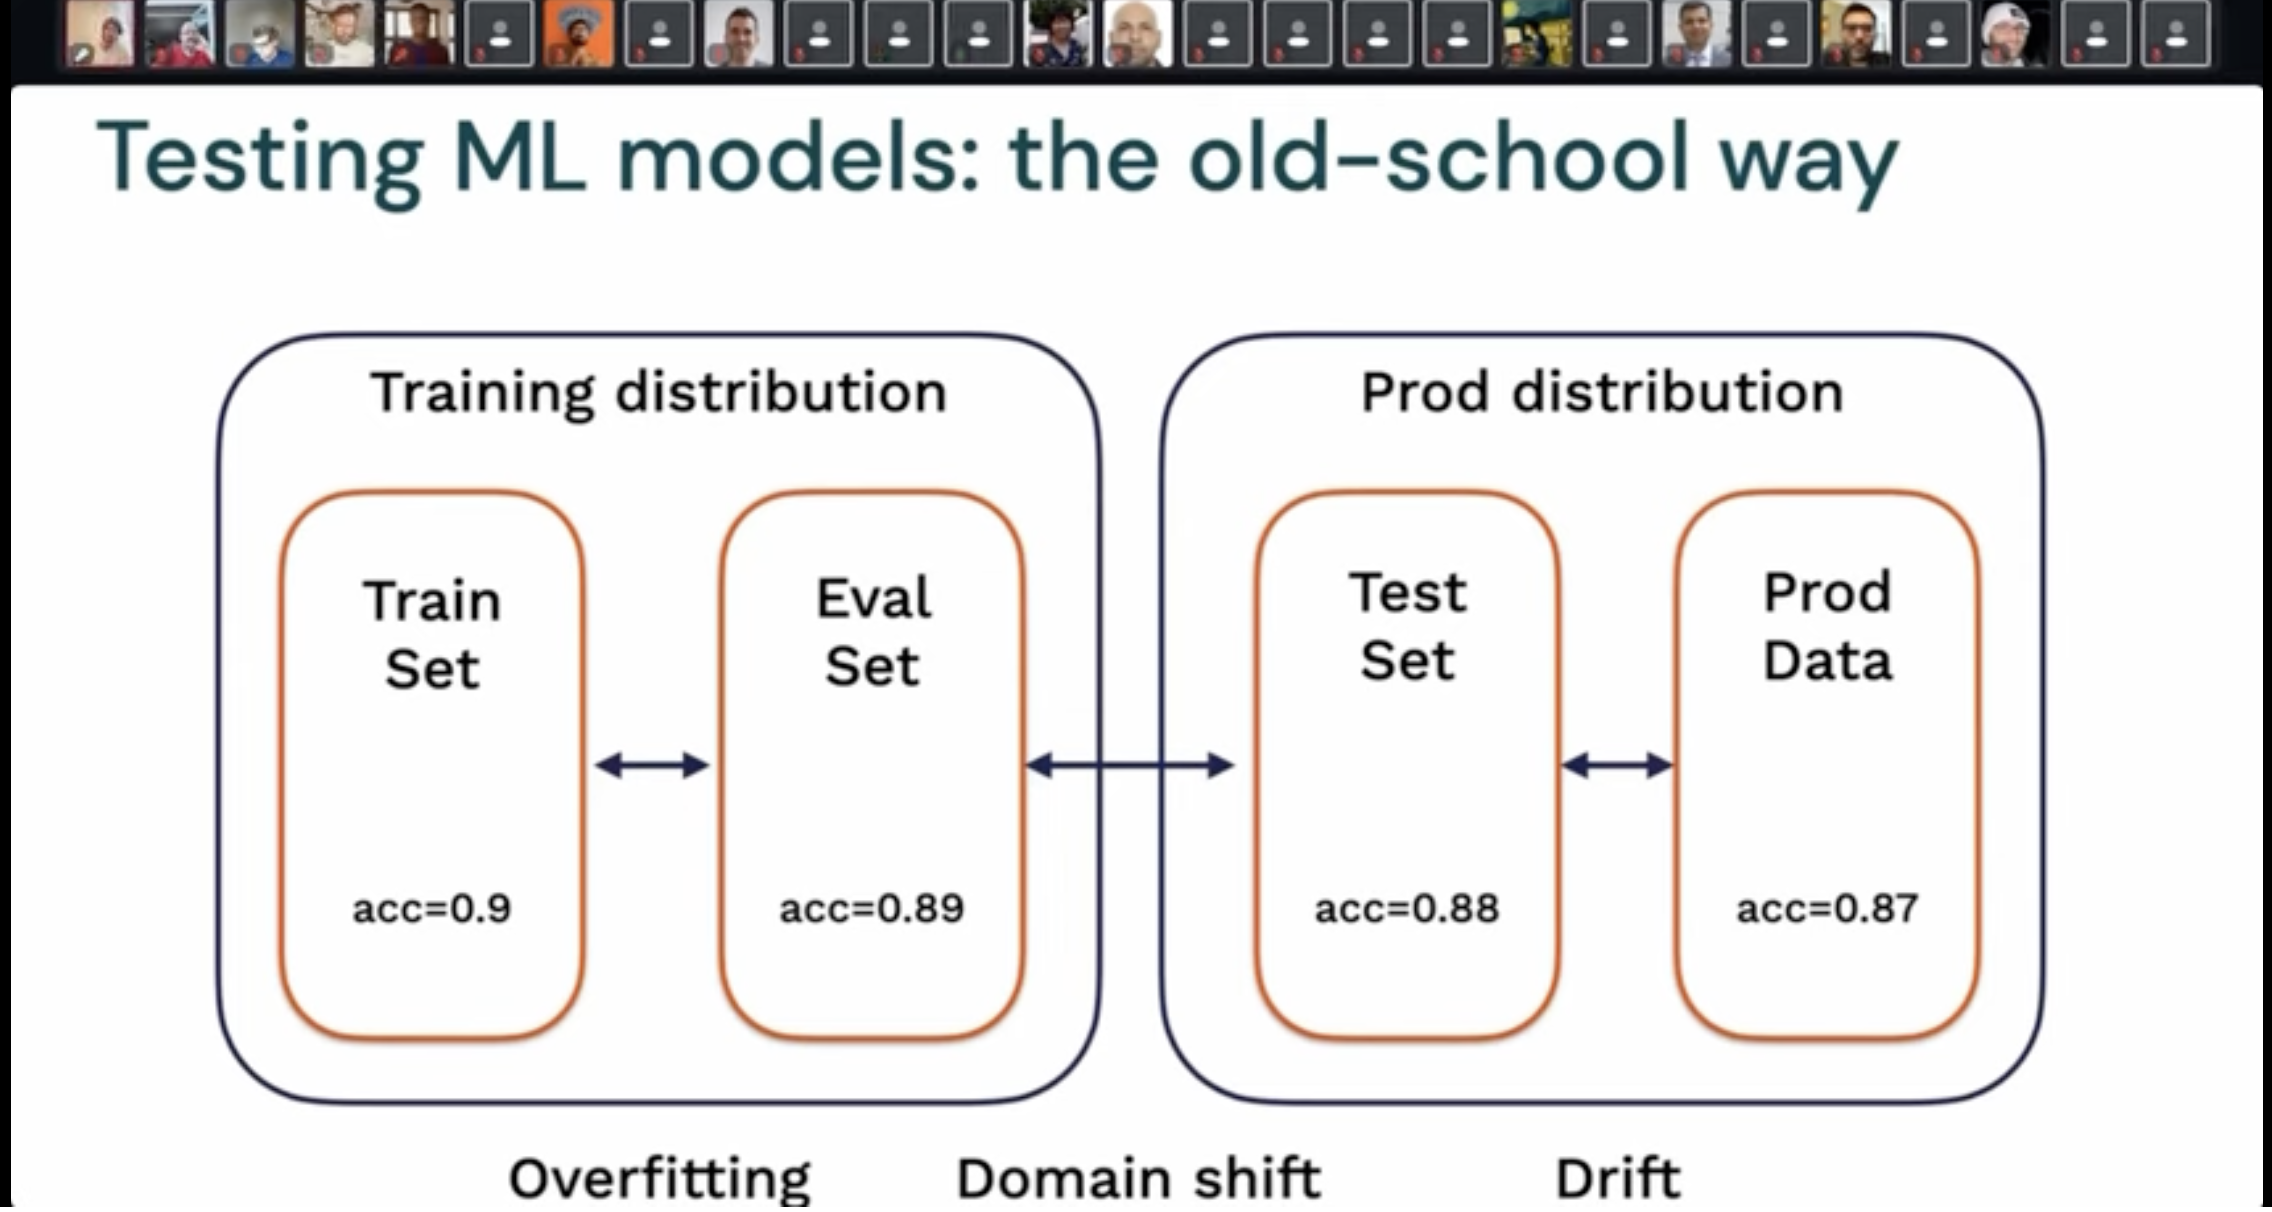 Testing ML models: the old-school way
Training distribution
Prod distribution
Train
Set
Eval
Set
Test
Set
Prod
Data
acc=0.9
acc=0.89
acc=0.88
acc=0.87
Overfitting
Domain shift
Drift